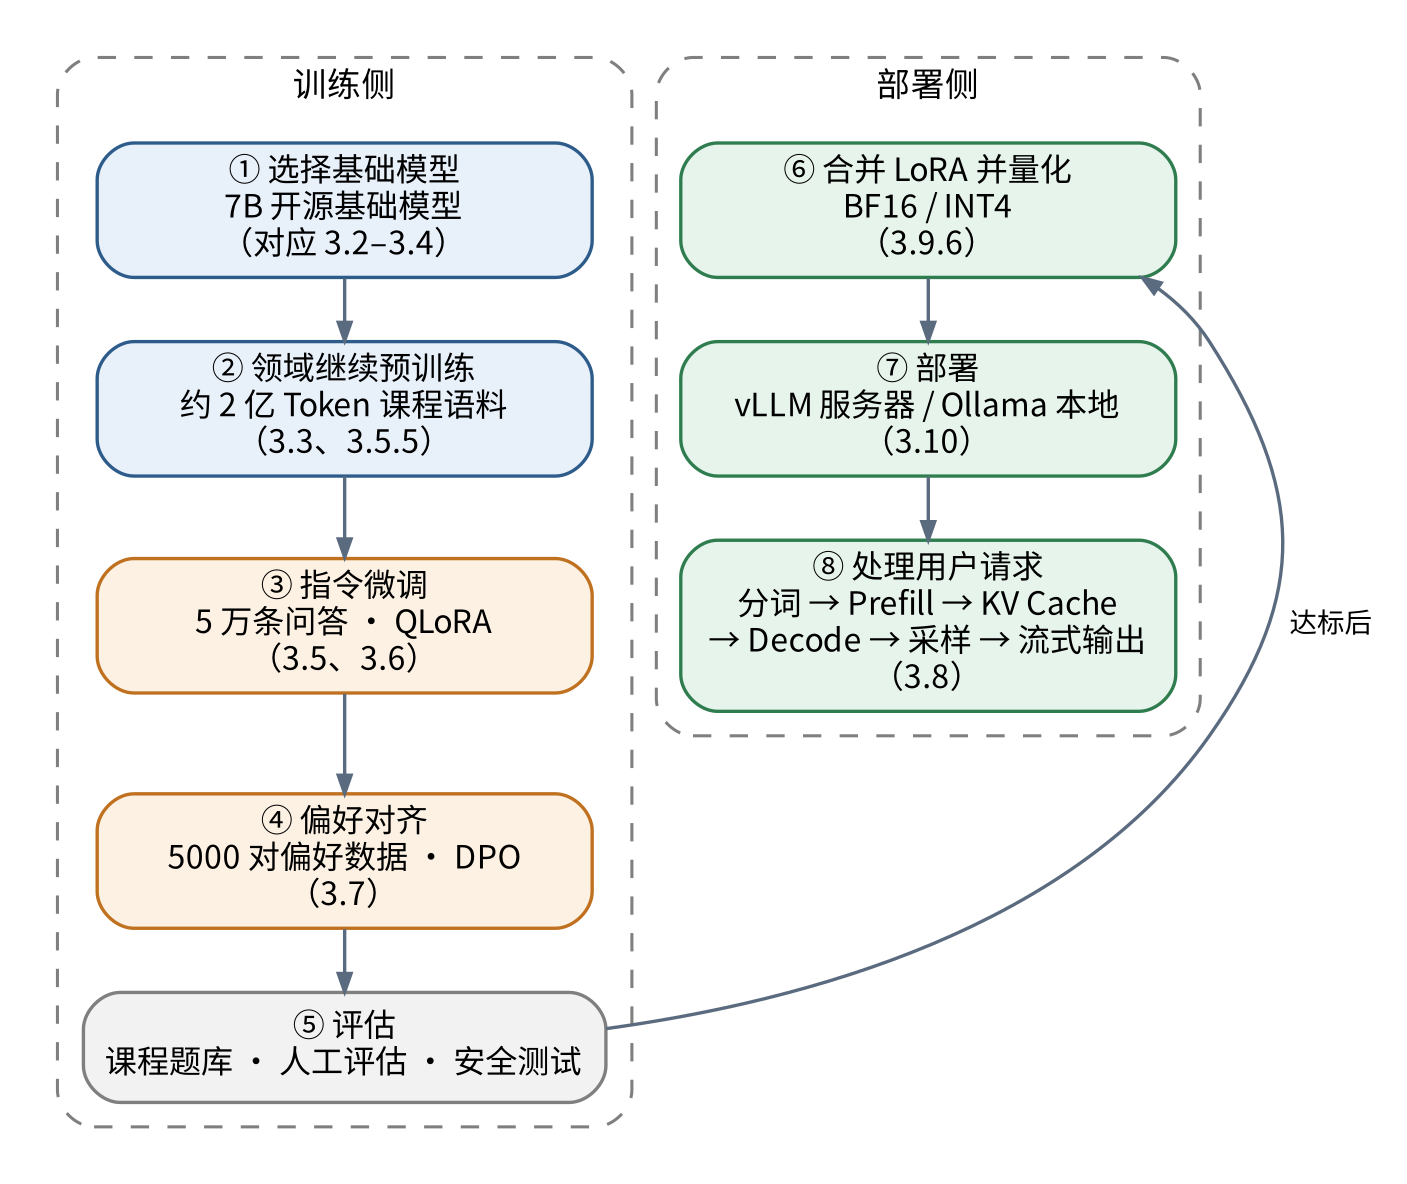 训练侧
① 选择基础模型
7B 开源基础模型
（对应 3.2–3.4）
② 领域继续预训练
约 2 亿 Token 课程语料
（3.3、3.5.5）
③ 指令微调
5 万条问答 · QLoRA
（3.5、3.6）
④ 偏好对齐
5000 对偏好数据 · DPO
（3.7）
⑤ 评估
课程题库 · 人工评估 · 安全测试
部署侧
⑥ 合并 LoRA 并量化
BF16 / INT4
（3.9.6）
⑦ 部署
vLLM 服务器 / Ollama 本地
（3.10）
⑧ 处理用户请求
分词 → Prefill → KV Cache
→ Decode → 采样 → 流式输出
（3.8）
达标后